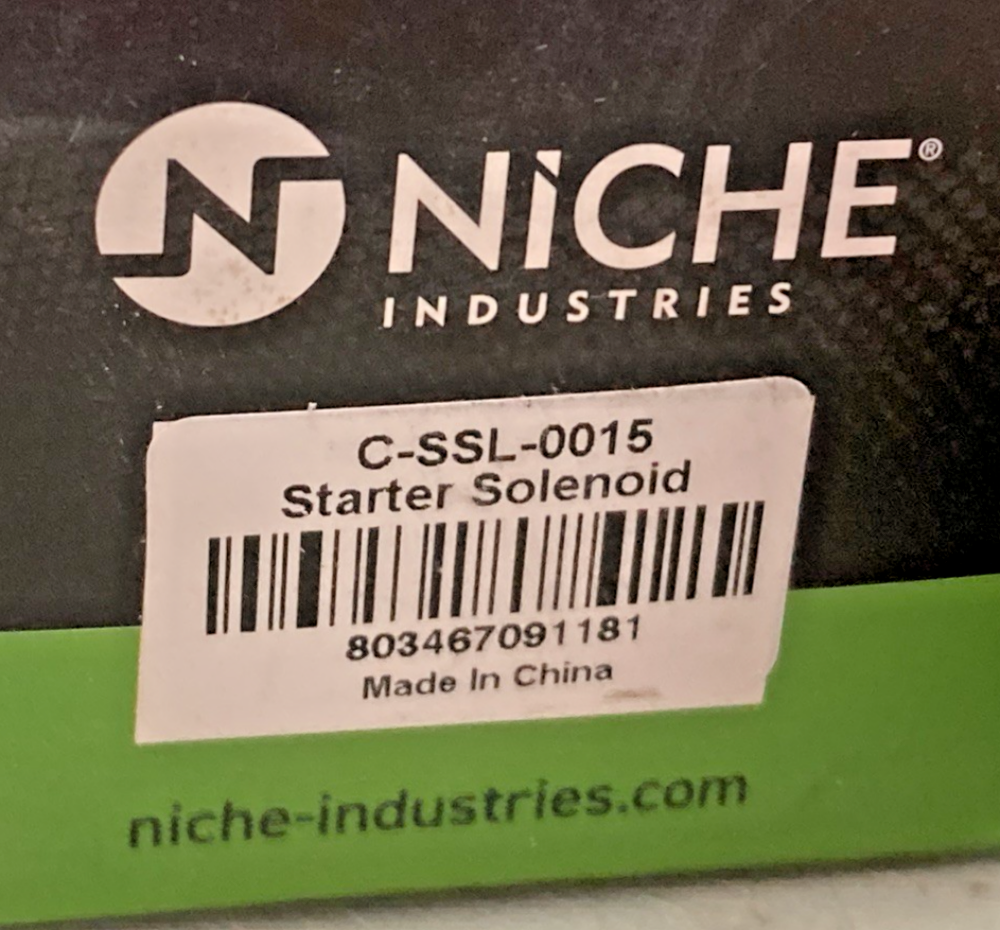 N NiCHE®
INDUSTRIES
C-SSL-0015
Starter Solenoid
803467091181
Made In China
niche-industries.com